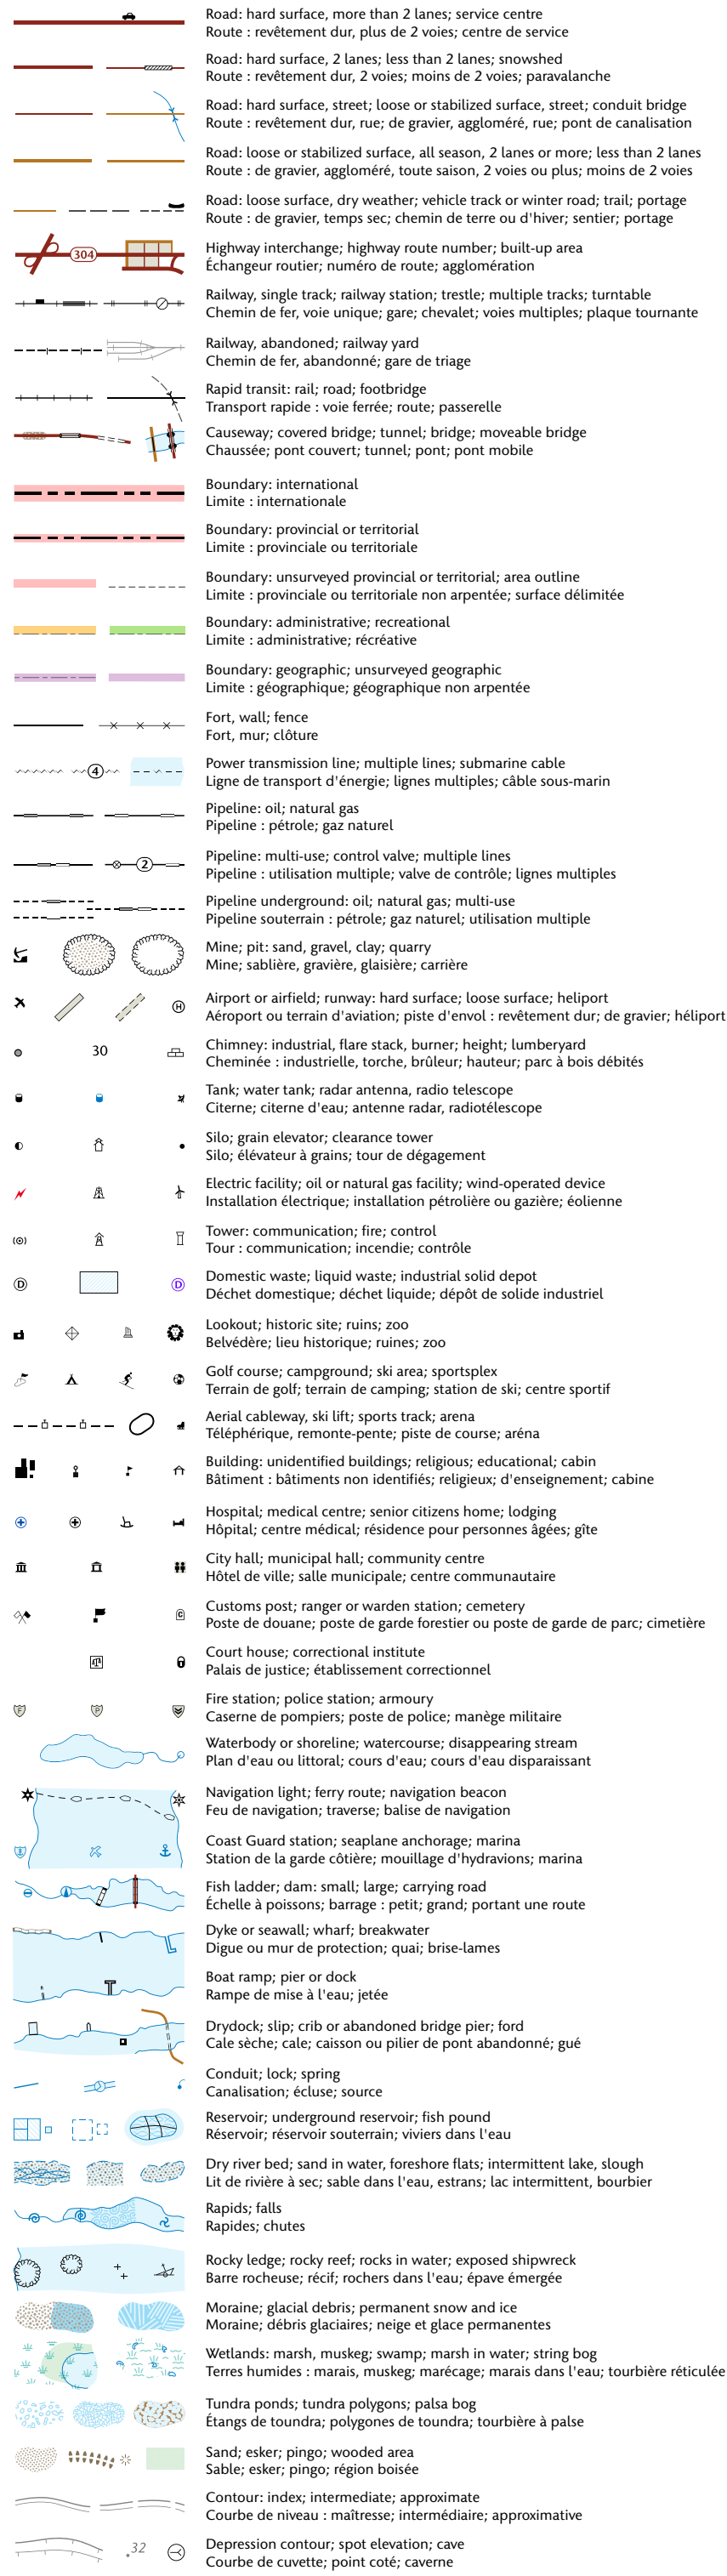 Road: hard surface, more than 2 lanes; service centre
Route : revêtement dur, plus de 2 voies; centre de service
Road: hard surface, 2 lanes; less than 2 lanes; snowshed
Route : revêtement dur, 2 voies; moins de 2 voies; paravalanche
Road: hard surface, street; loose or stabilized surface, street; conduit bridge
Route : revêtement dur, rue; de gravier, aggloméré, rue; pont de canalisation
Road: loose or stabilized surface, all season, 2 lanes or more; less than 2 lanes
Route : de gravier, aggloméré, toute saison, 2 voies ou plus; moins de 2 voies
Road: loose surface, dry weather; vehicle track or winter road; trail; portage
Route : de gravier, temps sec; chemin de terre ou d'hiver; sentier; portage
304
Highway interchange; highway route number; built-up area
Échangeur routier; numéro de route; agglomération
Railway, single track; railway station; trestle; multiple tracks; turntable
Chemin de fer, voie unique; gare; chevalet; voies multiples; plaque tournante
Railway, abandoned; railway yard
Chemin de fer, abandonné; gare de triage
Rapid transit: rail; road; footbridge
Transport rapide : voie ferrée; route; passerelle
Causeway; covered bridge; tunnel; bridge; moveable bridge
Chaussée; pont couvert; tunnel; pont; pont mobile
Boundary: international
Limite : internationale
Boundary: provincial or territorial
Limite : provinciale ou territoriale
Boundary: unsurveyed provincial or territorial; area outline
Limite : provinciale ou territoriale non arpentée; surface délimitée
Boundary: administrative; recreational
Limite : administrative; récréative
Boundary: geographic; unsurveyed geographic
Limite : géographique; géographique non arpentée
Fort, wall; fence
Fort, mur; clôture
4
Power transmission line; multiple lines; submarine cable
Ligne de transport d'énergie; lignes multiples; câble sous-marin
Pipeline: oil; natural gas
Pipeline : pétrole; gaz naturel
2
Pipeline: multi-use; control valve; multiple lines
Pipeline : utilisation multiple; valve de contrôle; lignes multiples
Pipeline underground: oil; natural gas; multi-use
Pipeline souterrain : pétrole; gaz naturel; utilisation multiple
Mine; pit: sand, gravel, clay; quarry
Mine; sablière, gravière, glaisière; carrière
H
Airport or airfield; runway: hard surface; loose surface; heliport
Aéroport ou terrain d'aviation; piste d'envol : revêtement dur; de gravier; héliport
30
Chimney: industrial, flare stack, burner; height; lumberyard
Cheminée : industrielle, torche, brûleur; hauteur; parc à bois débités
Tank; water tank; radar antenna, radio telescope
Citerne; citerne d'eau; antenne radar, radiotélescope
Silo; grain elevator; clearance tower
Silo; élévateur à grains; tour de dégagement
Electric facility; oil or natural gas facility; wind-operated device
Installation électrique; installation pétrolière ou gazière; éolienne
Tower: communication; fire; control
Tour : communication; incendie; contrôle
D D
Domestic waste; liquid waste; industrial solid depot
Déchet domestique; déchet liquide; dépôt de solide industriel
Lookout; historic site; ruins; zoo
Belvédère; lieu historique; ruines; zoo
Golf course; campground; ski area; sportsplex
Terrain de golf; terrain de camping; station de ski; centre sportif
Aerial cableway, ski lift; sports track; arena
Téléphérique, remonte-pente; piste de course; aréna
Building: unidentified buildings; religious; educational; cabin
Bâtiment : bâtiments non identifiés; religieux; d'enseignement; cabine
Hospital; medical centre; senior citizens home; lodging
Hôpital; centre médical; résidence pour personnes âgées; gîte
City hall; municipal hall; community centre
Hôtel de ville; salle municipale; centre communautaire
C
Customs post; ranger or warden station; cemetery
Poste de douane; poste de garde forestier ou poste de garde de parc; cimetière
Court house; correctional institute
Palais de justice; établissement correctionnel
F P
Fire station; police station; armoury
Caserne de pompiers; poste de police; manège militaire
Waterbody or shoreline; watercourse; disappearing stream
Plan d'eau ou littoral; cours d'eau; cours d'eau disparaissant
Navigation light; ferry route; navigation beacon
Feu de navigation; traverse; balise de navigation
Coast Guard station; seaplane anchorage; marina
Station de la garde côtière; mouillage d'hydravions; marina
Fish ladder; dam: small; large; carrying road
Échelle à poissons; barrage : petit; grand; portant une route
Dyke or seawall; wharf; breakwater
Digue ou mur de protection; quai; brise-lames
Boat ramp; pier or dock
Rampe de mise à l'eau; jetée
Drydock; slip; crib or abandoned bridge pier; ford
Cale sèche; cale; caisson ou pilier de pont abandonné; gué
Conduit; lock; spring
Canalisation; écluse; source
Reservoir; underground reservoir; fish pound
Réservoir; réservoir souterrain; viviers dans l'eau
Dry river bed; sand in water, foreshore flats; intermittent lake, slough
Lit de rivière à sec; sable dans l'eau, estrans; lac intermittent, bourbier
Rapids; falls
Rapides; chutes
Rocky ledge; rocky reef; rocks in water; exposed shipwreck
Barre rocheuse; récif; rochers dans l'eau; épave émergée
Moraine; glacial debris; permanent snow and ice
Moraine; débris glaciaires; neige et glace permanentes
Wetlands: marsh, muskeg; swamp; marsh in water; string bog
Terres humides : marais, muskeg; marécage; marais dans l'eau; tourbière réticulée
Tundra ponds; tundra polygons; palsa bog
Étangs de toundra; polygones de toundra; tourbière à palse
Sand; esker; pingo; wooded area
Sable; esker; pingo; région boisée
Contour: index; intermediate; approximate
Courbe de niveau : maîtresse; intermédiaire; approximative
.32
Depression contour; spot elevation; cave
Courbe de cuvette; point coté; caverne